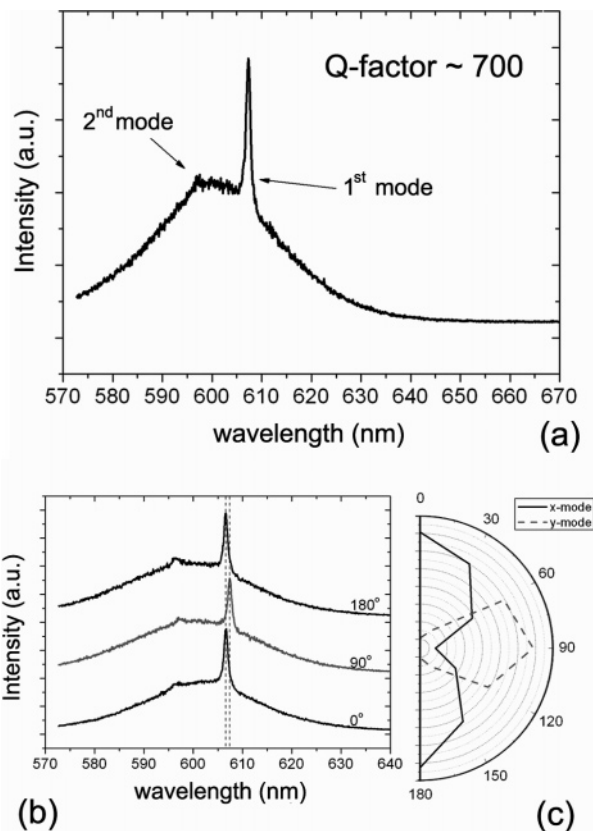 Q-factor ~ 700
2nd mode
1st mode
Intensity (a.u.)
570 580 590 600 610 620 630 640 650 660 670
wavelength (nm)
(a)
Intensity (a.u.)
180°
90°
0°
570 580 590 600 610 620 630 640
wavelength (nm)
(b)
x-mode
y-mode
0
30
60
90
120
150
180
(c)